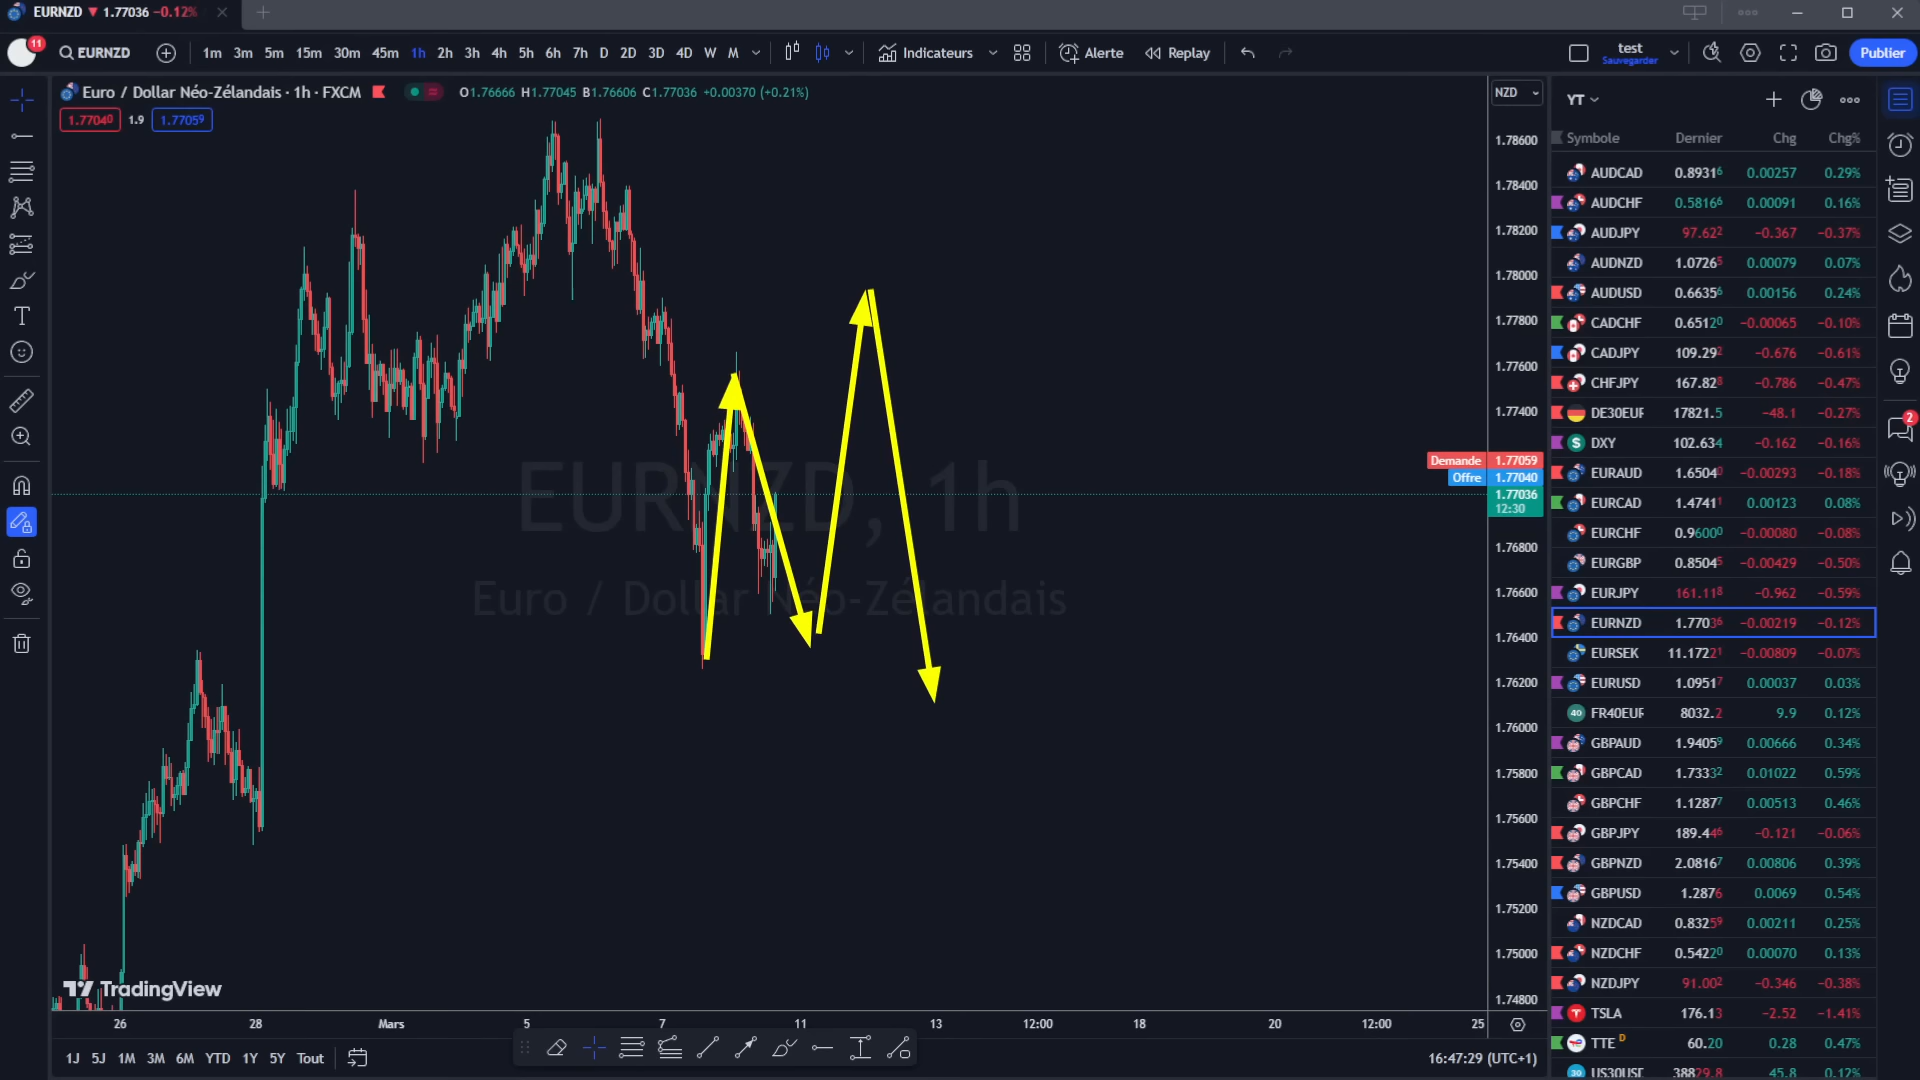 EURNZD 1.77036 −0.12%
11 EURNZD 1m 3m 5m 15m 30m 45m 1h 2h 3h 4h 5h 6h 7h D 2D 3D 4D W M Indicateurs Alerte Replay test Sauvegarder Publier
Euro / Dollar Néo-Zélandais · 1h · FXCM O1.76666 H1.77045 B1.76606 C1.77036 +0.00370 (+0.21%)
1.77040 1.9 1.77059
NZD
1.78600
1.78400
1.78200
1.78000
1.77800
1.77600
1.77400
Demande 1.77059
Offre 1.77040
1.77036
12:30
1.76800
1.76600
1.76400
1.76200
1.76000
1.75800
1.75600
1.75400
1.75200
1.75000
1.74800
EURNZD, 1h
Euro / Dollar Néo-Zélandais
TradingView
26 28 Mars 5 7 11 13 12:00 18 20 12:00 25
1J 5J 1M 3M 6M YTD 1Y 5Y Tout
16:47:29 (UTC+1)
YT
Symbole Dernier Chg Chg%
AUDCAD 0.89316 0.00257 0.29%
AUDCHF 0.58166 0.00091 0.16%
AUDJPY 97.622 −0.367 −0.37%
AUDNZD 1.07265 0.00079 0.07%
AUDUSD 0.66356 0.00156 0.24%
CADCHF 0.65120 −0.00065 −0.10%
CADJPY 109.292 −0.676 −0.61%
CHFJPY 167.828 −0.786 −0.47%
DE30EUR 17821.5 −48.1 −0.27%
DXY 102.634 −0.162 −0.16%
EURAUD 1.65040 −0.00293 −0.18%
EURCAD 1.47411 0.00123 0.08%
EURCHF 0.96000 −0.00080 −0.08%
EURGBP 0.85045 −0.00429 −0.50%
EURJPY 161.118 −0.962 −0.59%
EURNZD 1.77036 −0.00219 −0.12%
EURSEK 11.17221 −0.00809 −0.07%
EURUSD 1.09517 0.00037 0.03%
40 FR40EUR 8032.2 9.9 0.12%
GBPAUD 1.94059 0.00666 0.34%
GBPCAD 1.73332 0.01022 0.59%
GBPCHF 1.12877 0.00513 0.46%
GBPJPY 189.446 −0.121 −0.06%
GBPNZD 2.08167 0.00806 0.39%
GBPUSD 1.2876 0.0069 0.54%
NZDCAD 0.83259 0.00211 0.25%
NZDCHF 0.54220 0.00070 0.13%
NZDJPY 91.002 −0.346 −0.38%
TSLA 176.13 −2.52 −1.41%
TTE D 60.20 0.28 0.47%
30 US30USD 38829.8 45.8 0.12%
2